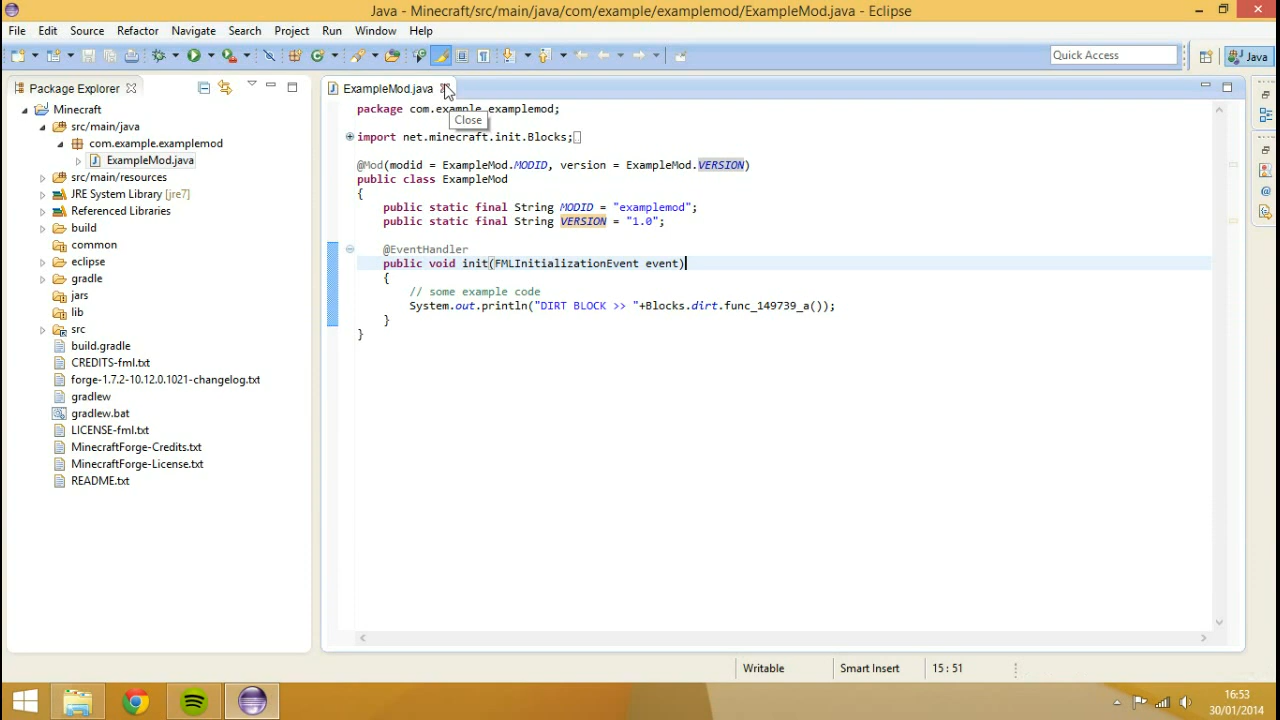 Java - Minecraft/src/main/java/com/example/examplemod/ExampleMod.java - Eclipse
File Edit Source Refactor Navigate Search Project Run Window Help
Quick Access
Java
Package Explorer
Minecraft
src/main/java
com.example.examplemod
ExampleMod.java
src/main/resources
JRE System Library [jre7]
Referenced Libraries
build
common
eclipse
gradle
jars
lib
src
build.gradle
CREDITS-fml.txt
forge-1.7.2-10.12.0.1021-changelog.txt
gradlew
gradlew.bat
LICENSE-fml.txt
MinecraftForge-Credits.txt
MinecraftForge-License.txt
README.txt
ExampleMod.java
Close
package com.example.examplemod;
import net.minecraft.init.Blocks;
@Mod(modid = ExampleMod.MODID, version = ExampleMod.VERSION)
public class ExampleMod
{
public static final String MODID = "examplemod";
public static final String VERSION = "1.0";
@EventHandler
public void init(FMLInitializationEvent event)
{
// some example code
System.out.println("DIRT BLOCK >> "+Blocks.dirt.func_149739_a());
}
}
Writable Smart Insert 15 : 51
16:53
30/01/2014